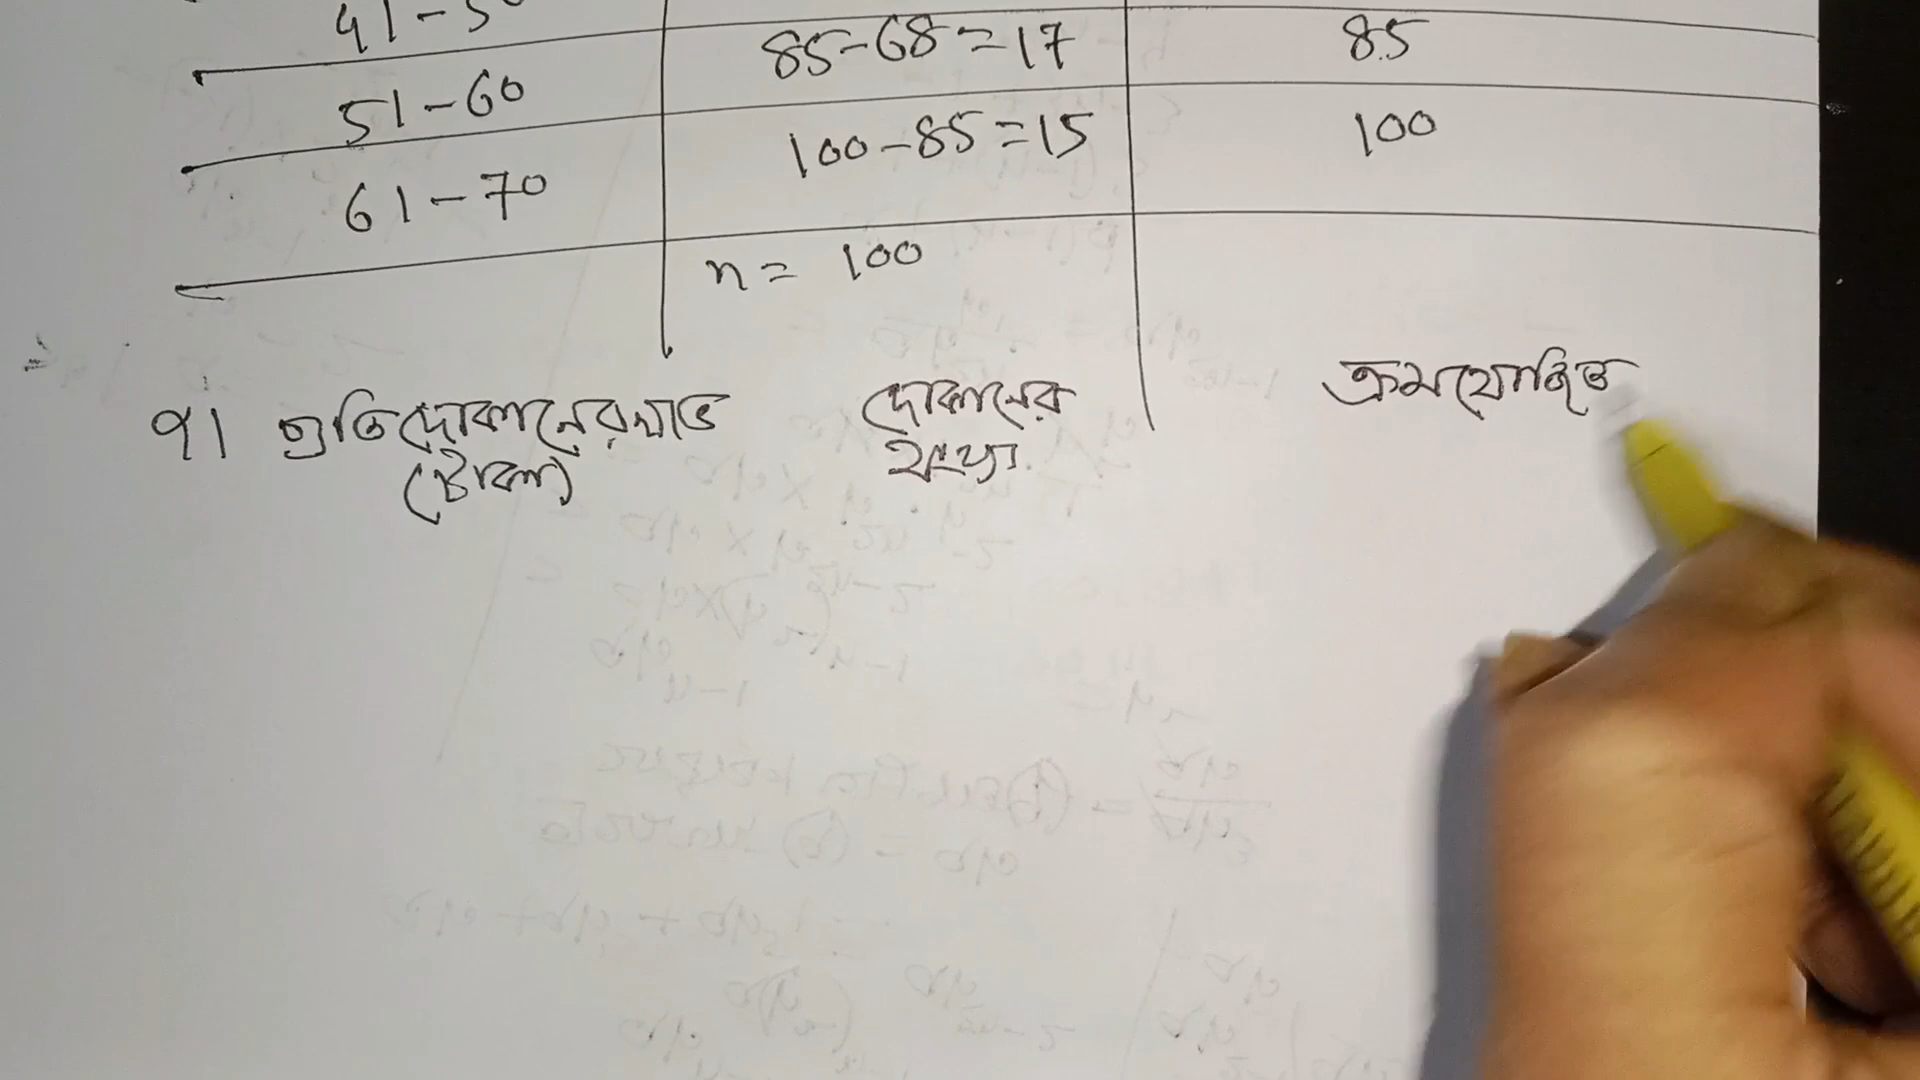 41-5
85-68=17 85
51-60
100-85=15 100
61-70
n= 100
৭। প্রতি দোকানের লাভ দোকানের ক্রমযৌজিত
(টাকা) সংখ্যা